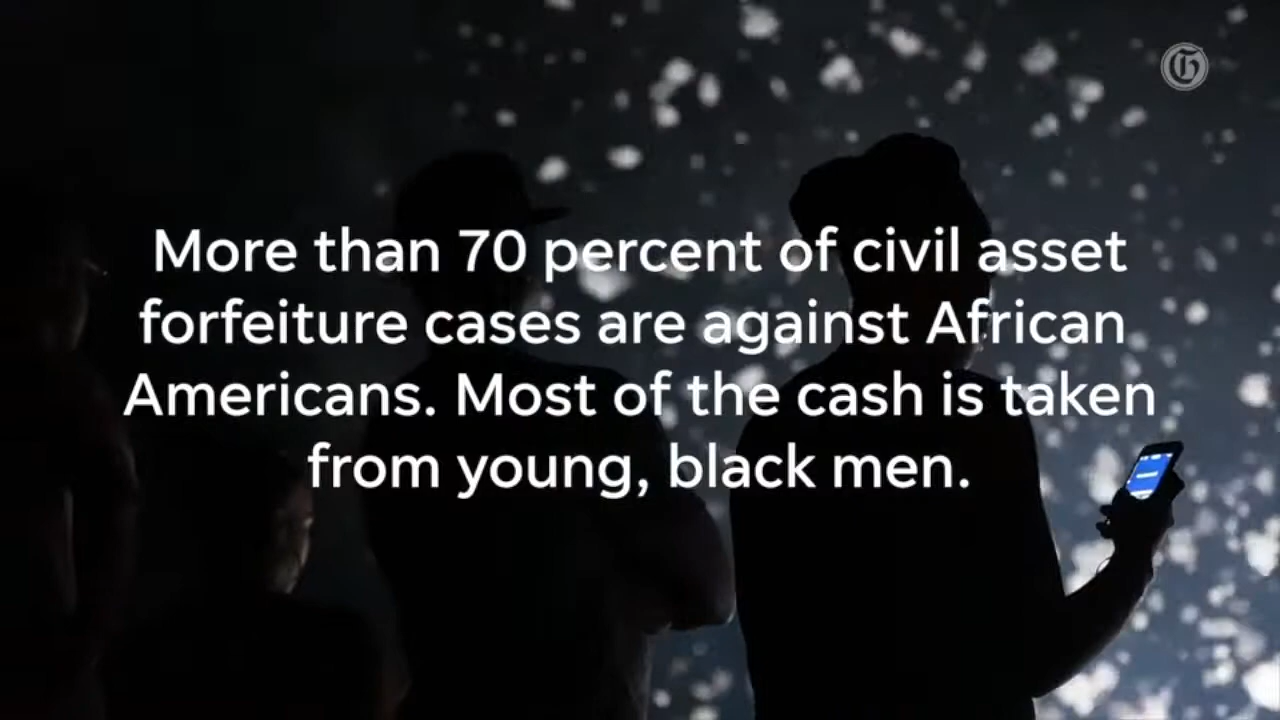 G
More than 70 percent of civil asset
forfeiture cases are against African
Americans. Most of the cash is taken
from young, black men.